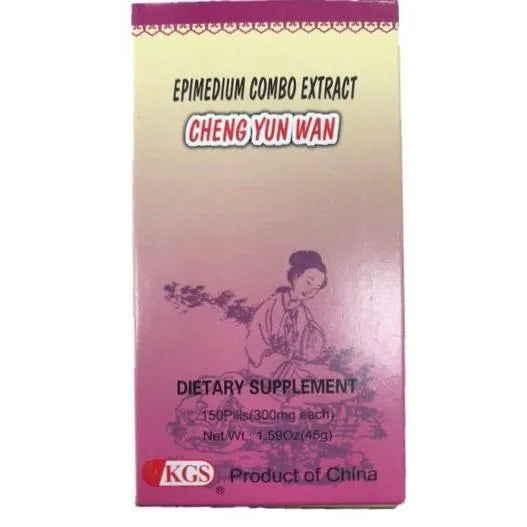 EPIMEDIUM COMBO EXTRACT
CHENG YUN WAN
DIETARY SUPPLEMENT
150Pills(300mg each)
Net Wt: 1.59Oz(45g)
KGS ® Product of China